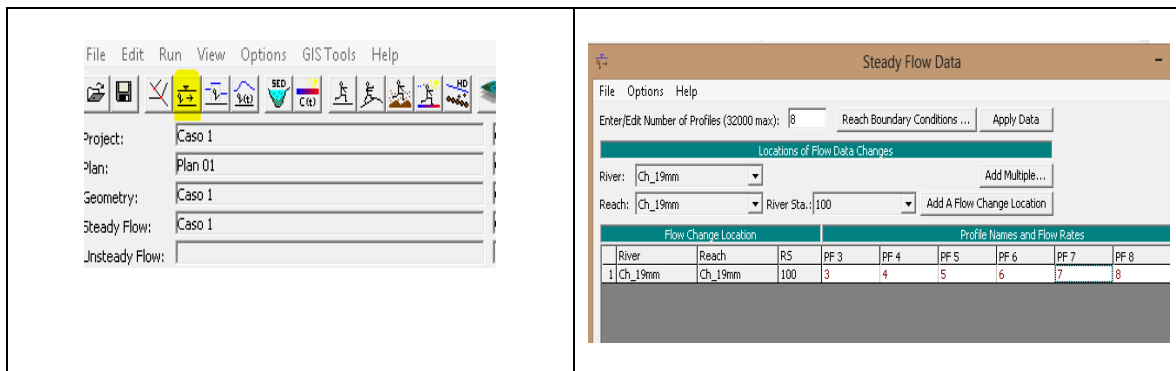 File Edit Run View Options GIS Tools Help
SED C(t) HD
Project: Caso 1
Plan: Plan 01
Geometry: Caso 1
Steady Flow: Caso 1
Unsteady Flow:
Steady Flow Data
File Options Help
Enter/Edit Number of Profiles (32000 max): 8 Reach Boundary Conditions ... Apply Data
Locations of Flow Data Changes
River: Ch_19mm Add Multiple...
Reach: Ch_19mm River Sta.: 100 Add A Flow Change Location
Flow Change Location Profile Names and Flow Rates
River Reach RS PF 3 PF 4 PF 5 PF 6 PF 7 PF 8
1 Ch_19mm Ch_19mm 100 3 4 5 6 7 8